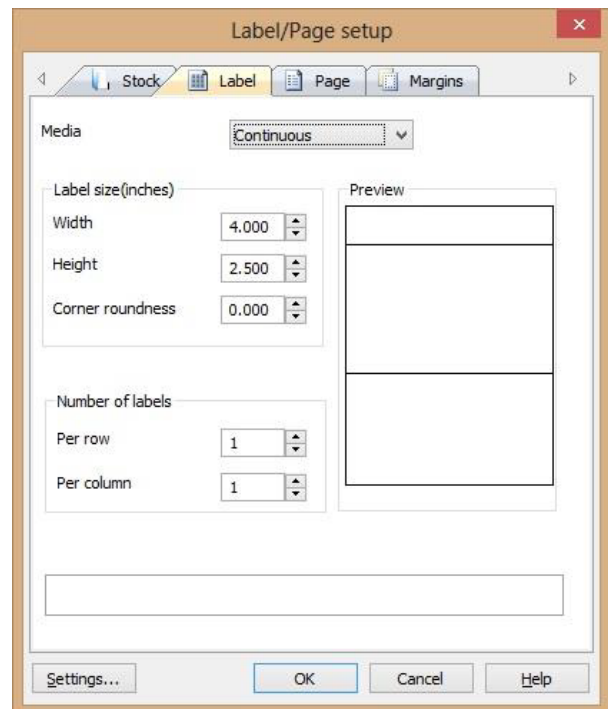 Label/Page setup
Stock Label Page Margins
Media Continuous
Label size(inches)
Width 4.000
Height 2.500
Corner roundness 0.000
Preview
Number of labels
Per row 1
Per column 1
Settings... OK Cancel Help